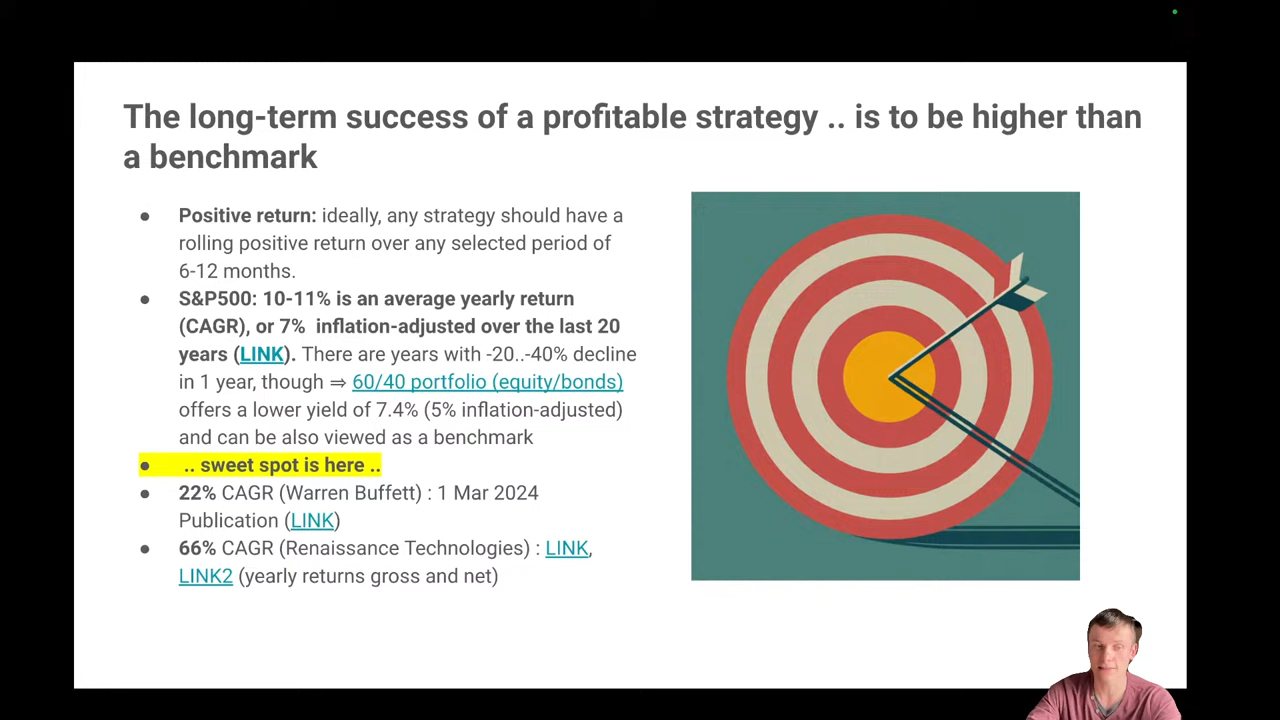 The long-term success of a profitable strategy .. is to be higher than
a benchmark
● Positive return: ideally, any strategy should have a
rolling positive return over any selected period of
6-12 months.
● S&P500: 10-11% is an average yearly return
(CAGR), or 7%  inflation-adjusted over the last 20
years (LINK). There are years with -20..-40% decline
in 1 year, though ⇒ 60/40 portfolio (equity/bonds)
offers a lower yield of 7.4% (5% inflation-adjusted)
and can be also viewed as a benchmark
● .. sweet spot is here ..
● 22% CAGR (Warren Buffett) : 1 Mar 2024
Publication (LINK)
● 66% CAGR (Renaissance Technologies) : LINK,
LINK2 (yearly returns gross and net)